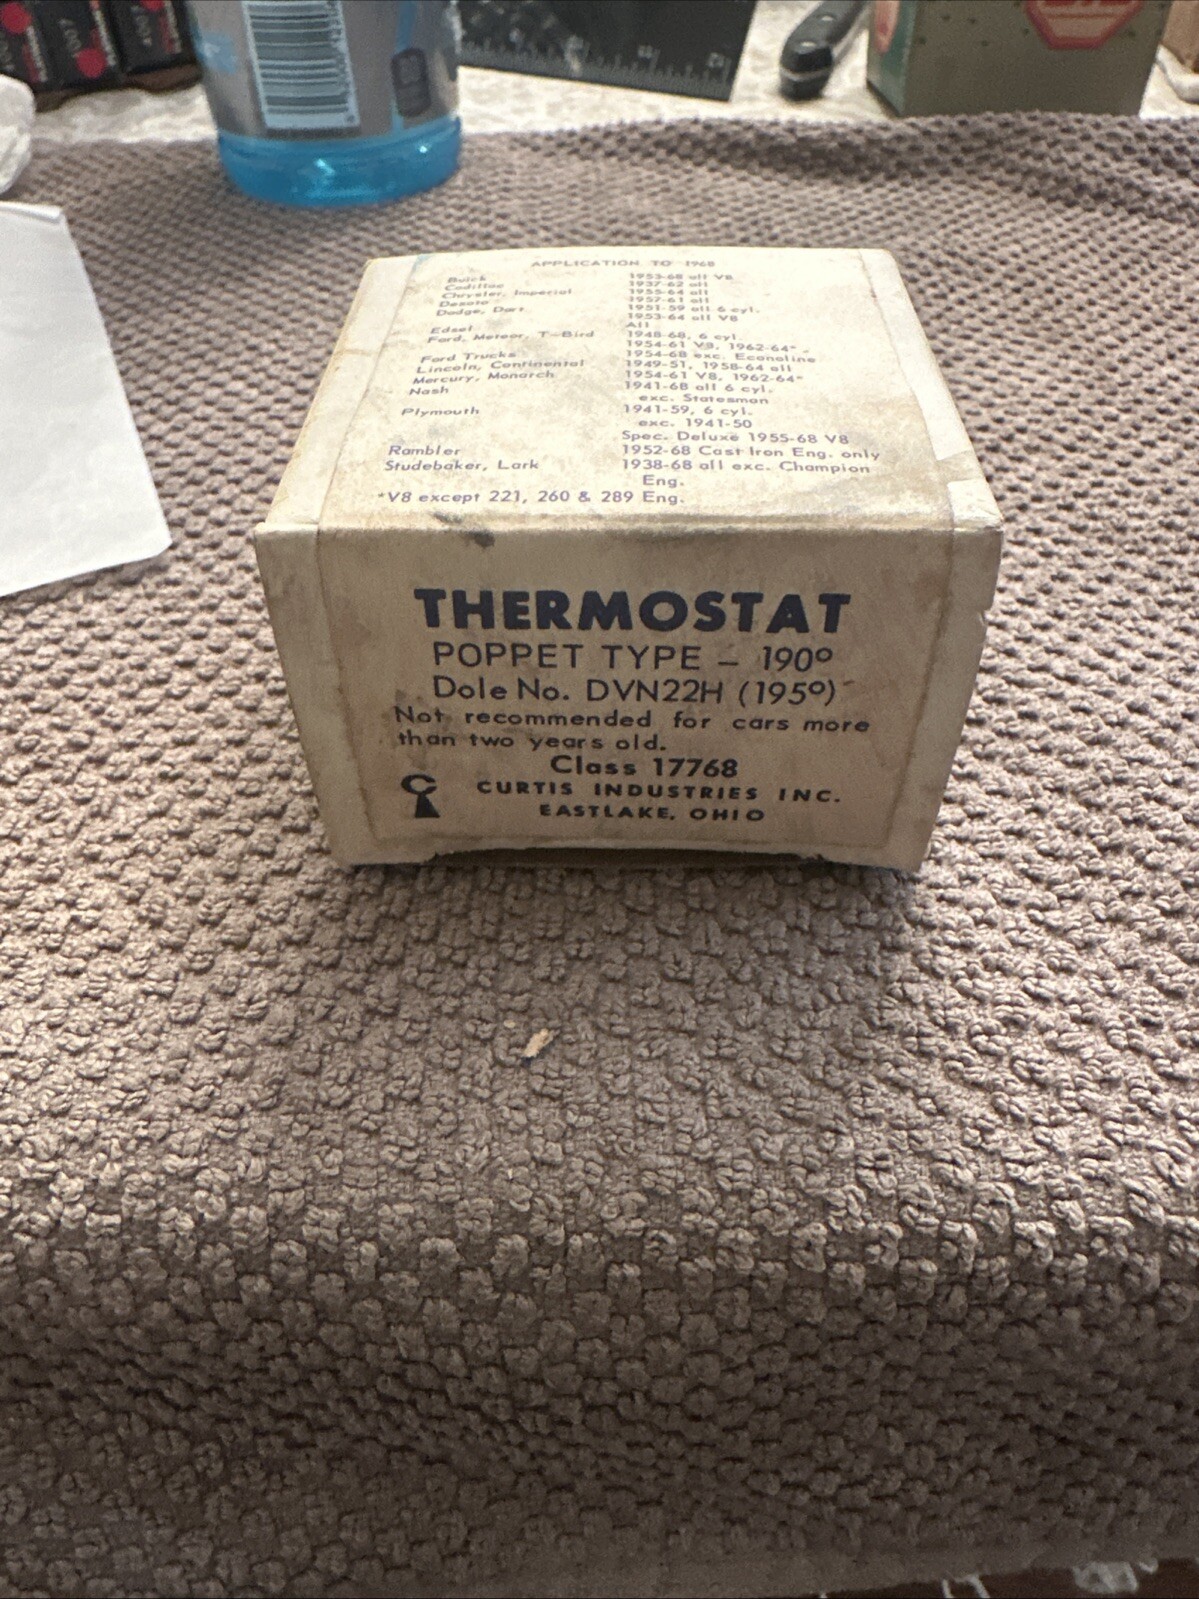 APPLICATION TO 1968
Buick 1953-68 all V8
Cadillac 1937-62 all
Chrysler, Imperial 1955-64 all
Desoto 1957-61 all
Dodge, Dart 1951-59 all 6 cyl.
1953-64 all V8
Edsel All
Ford, Meteor, T-Bird 1948-68, 6 cyl.
1954-61 V8, 1962-64*
Ford Trucks 1954-68 exc. Econoline
Lincoln, Continental 1949-51, 1958-64 all
Mercury, Monarch 1954-61 V8, 1962-64*
Nash 1941-68 all 6 cyl.
exc. Statesman
Plymouth 1941-59, 6 cyl.
exc. 1941-50
Spec. Deluxe 1955-68 V8
Rambler 1952-68 Cast Iron Eng. only
Studebaker, Lark 1938-68 all exc. Champion
Eng.
*V8 except 221, 260 & 289 Eng.
THERMOSTAT
POPPET TYPE - 190°
Dole No. DVN22H (195°)
Not recommended for cars more
than two years old.
Class 17768
CURTIS INDUSTRIES INC.
EASTLAKE, OHIO